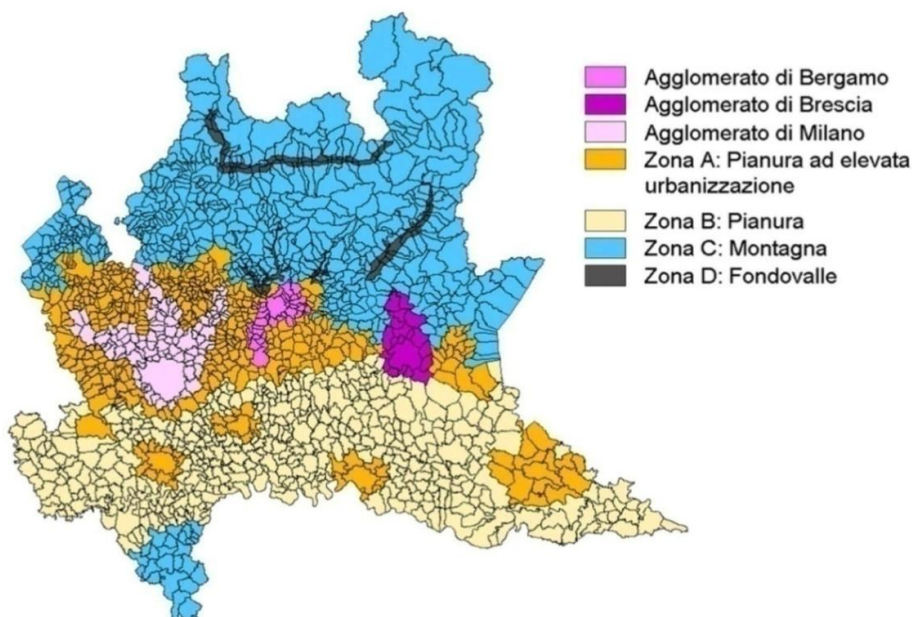 Agglomerato di Bergamo
Agglomerato di Brescia
Agglomerato di Milano
Zona A: Pianura ad elevata
urbanizzazione
Zona B: Pianura
Zona C: Montagna
Zona D: Fondovalle